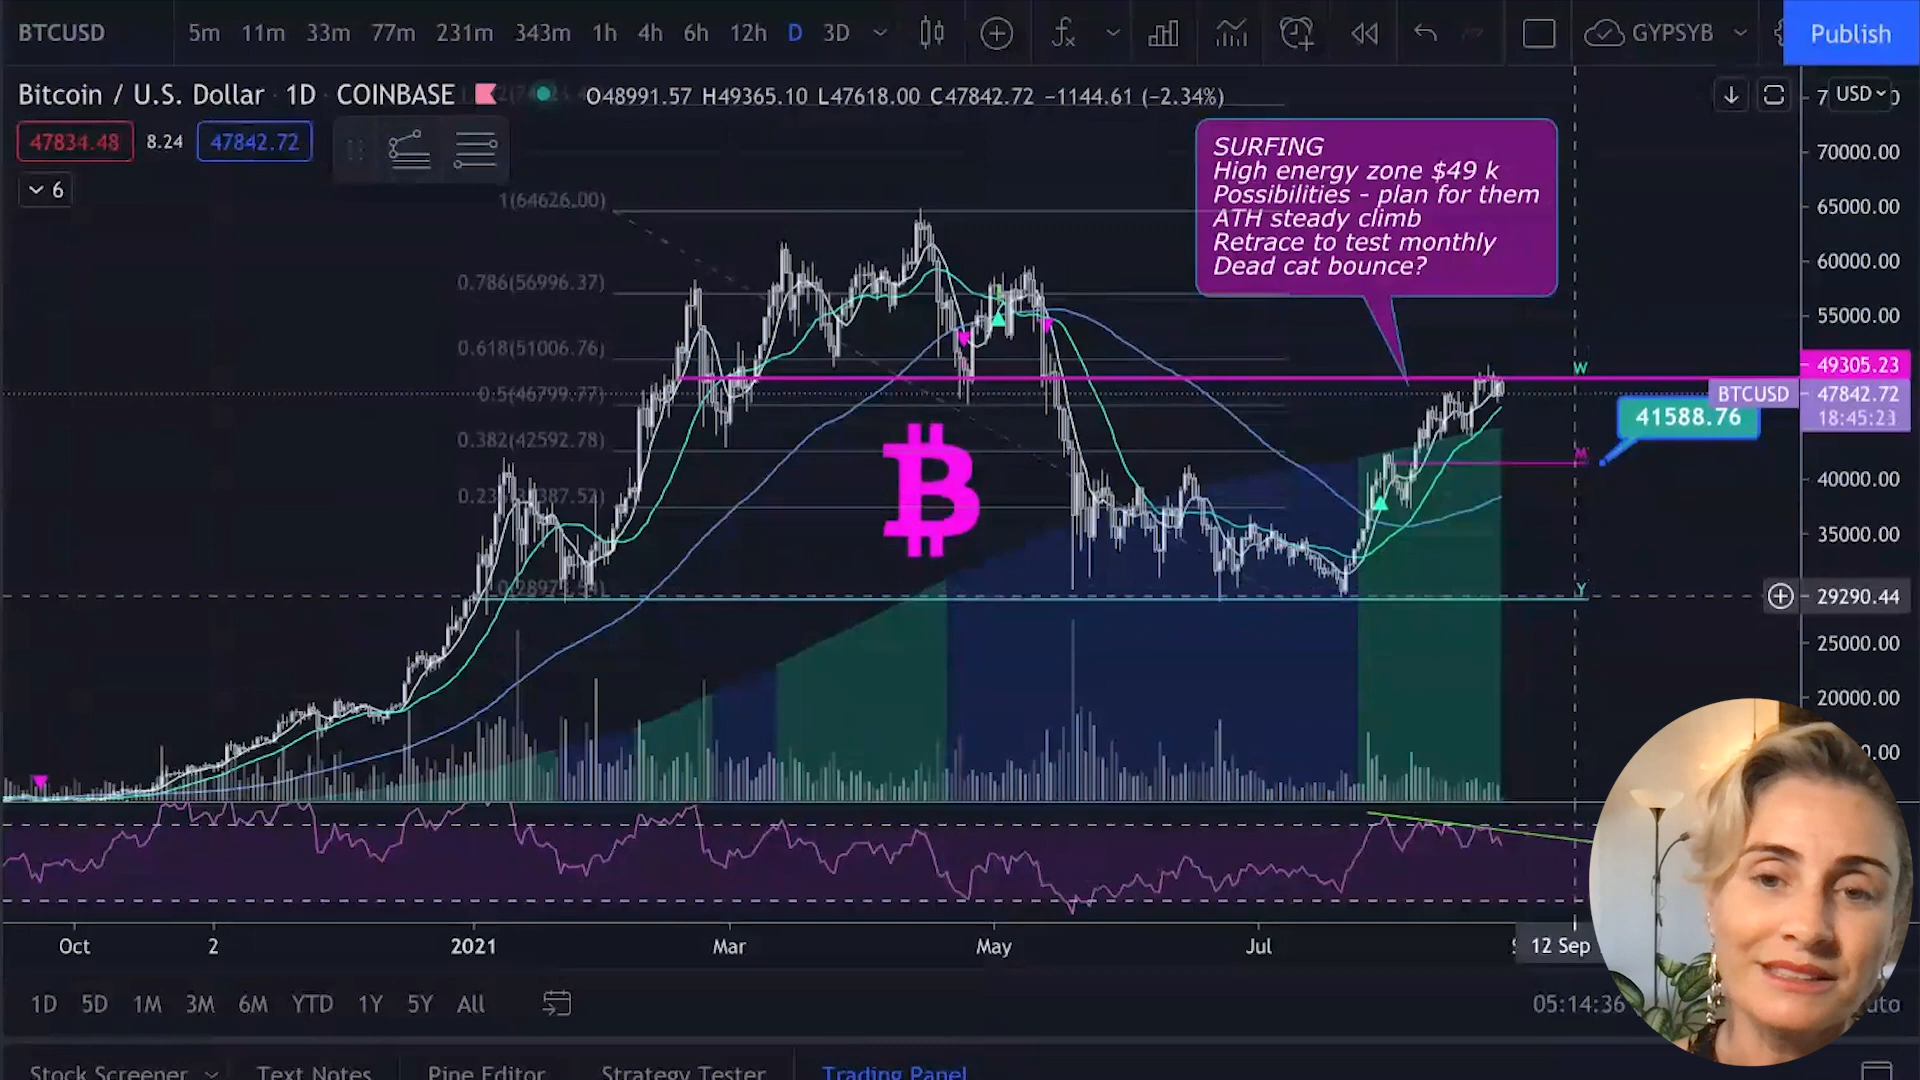 BTCUSD 5m 11m 33m 77m 231m 343m 1h 4h 6h 12h D 3D GYPSYB Publish
Bitcoin / U.S. Dollar 1D COINBASE O48991.57 H49365.10 L47618.00 C47842.72 −1144.61 (−2.34%) USD
47834.48 8.24 47842.72
6
SURFING
High energy zone $49 k
Possibilities - plan for them
ATH steady climb
Retrace to test monthly
Dead cat bounce?
70000.00
1(64626.00) 65000.00
60000.00
0.786(56996.37)
55000.00
0.618(51006.76)
W 49305.23
0.5(46799.77) BTCUSD 47842.72
41588.76 18:45:23
0.382(42592.78)
M
40000.00
35000.00
Y 29290.44
25000.00
20000.00
Oct 2 2021 Mar May Jul 12 Sep
1D 5D 1M 3M 6M YTD 1Y 5Y All 05:14:36
Stock Screener Text Notes Pine Editor Strategy Tester Trading Panel